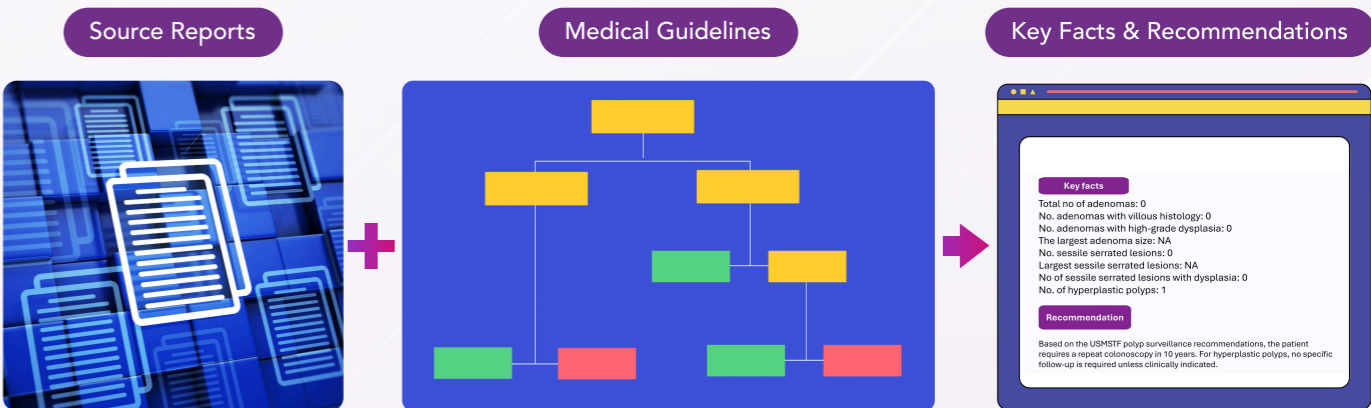 Source Reports
Medical Guidelines
Key Facts & Recommendations
Key facts
Total no of adenomas: 0
No. adenomas with villous histology: 0
No. adenomas with high-grade dysplasia: 0
The largest adenoma size: NA
No. sessile serrated lesions: 0
Largest sessile serrated lesions: NA
No of sessile serrated lesions with dysplasia: 0
No. of hyperplastic polyps: 1
Recommendation
Based on the USMSTF polyp surveillance recommendations, the patient
requires a repeat colonoscopy in 10 years. For hyperplastic polyps, no specific
follow-up is required unless clinically indicated.